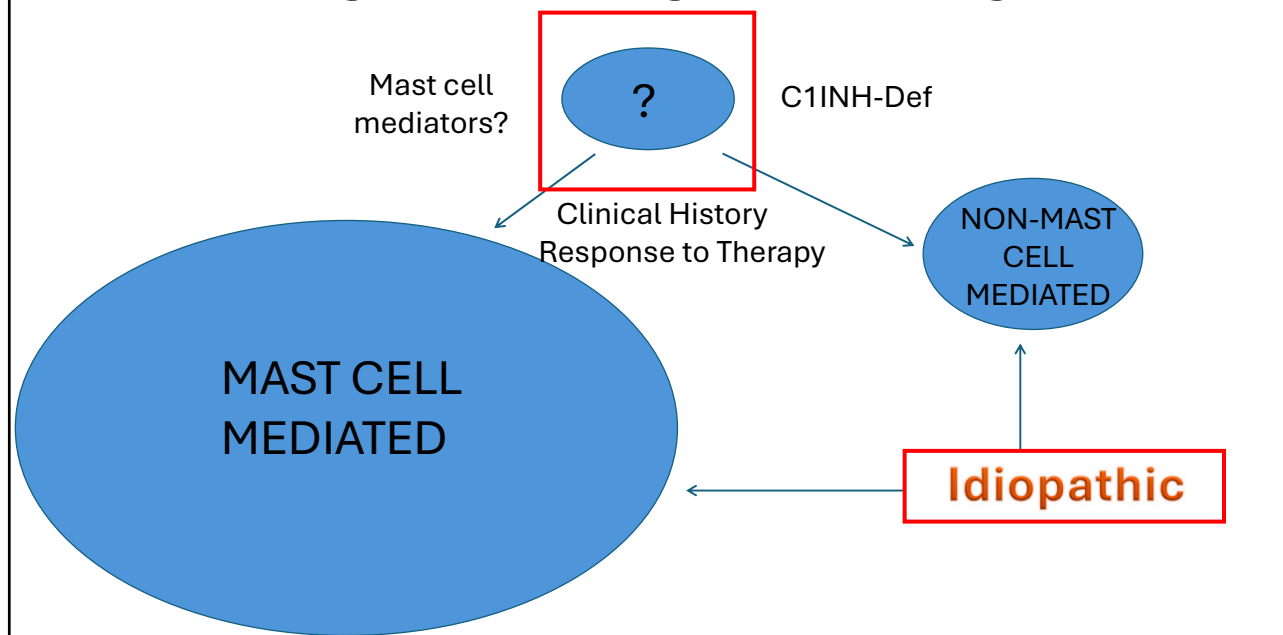 Mast cell
mediators?
?
C1INH-Def
Clinical History
Response to Therapy
NON-MAST
CELL
MEDIATED
MAST CELL
MEDIATED
Idiopathic